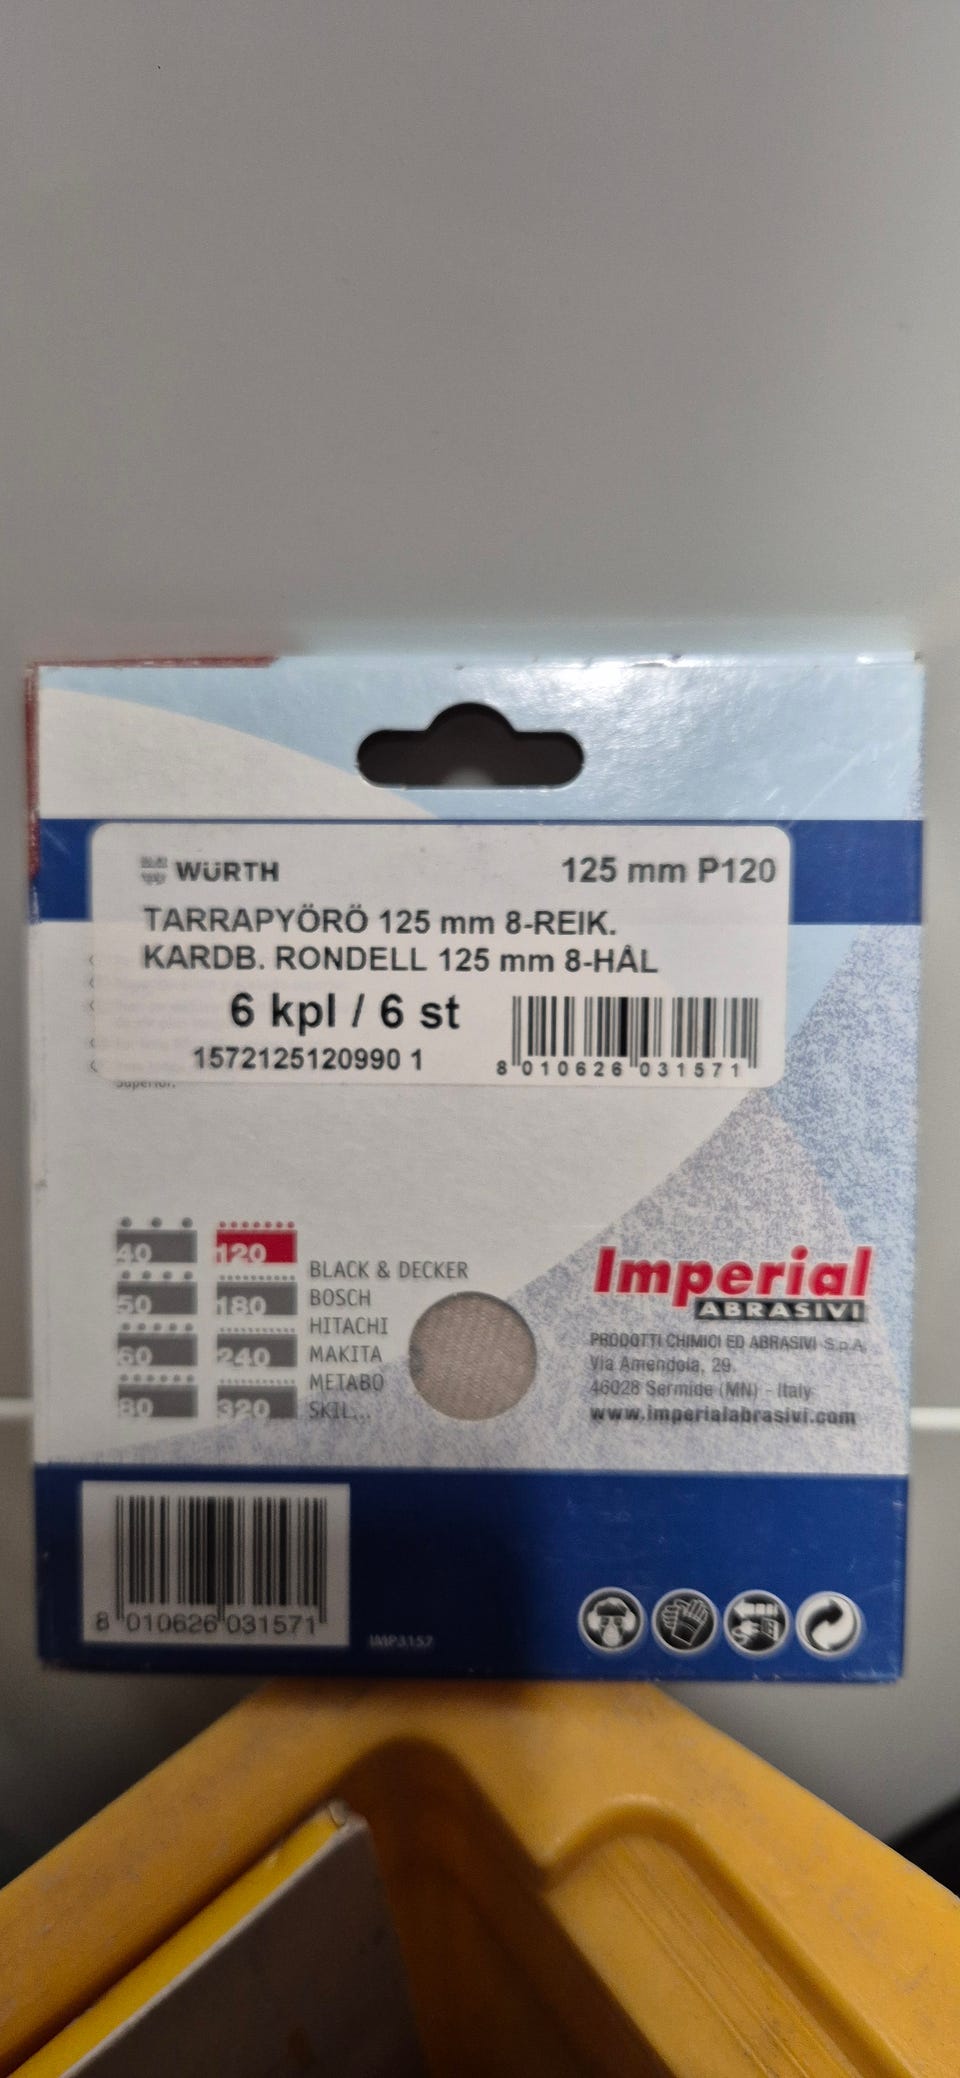 WÜRTH
125 mm P120
TARRAPYÖRÖ 125 mm 8-REIK.
KARDB. RONDELL 125 mm 8-HÅL
6 kpl / 6 st
1572125120990 1
8 010626 031571
Superior.
40
120
50
180
60
240
80
320
BLACK & DECKER
BOSCH
HITACHI
MAKITA
METABO
SKIL...
Imperial
ABRASIVI
PRODOTTI CHIMICI ED ABRASIVI S.p.A.
Via Amendola, 29
46028 Sermide (MN) - Italy
www.imperialabrasivi.com
8 010626 031571
IMP3157